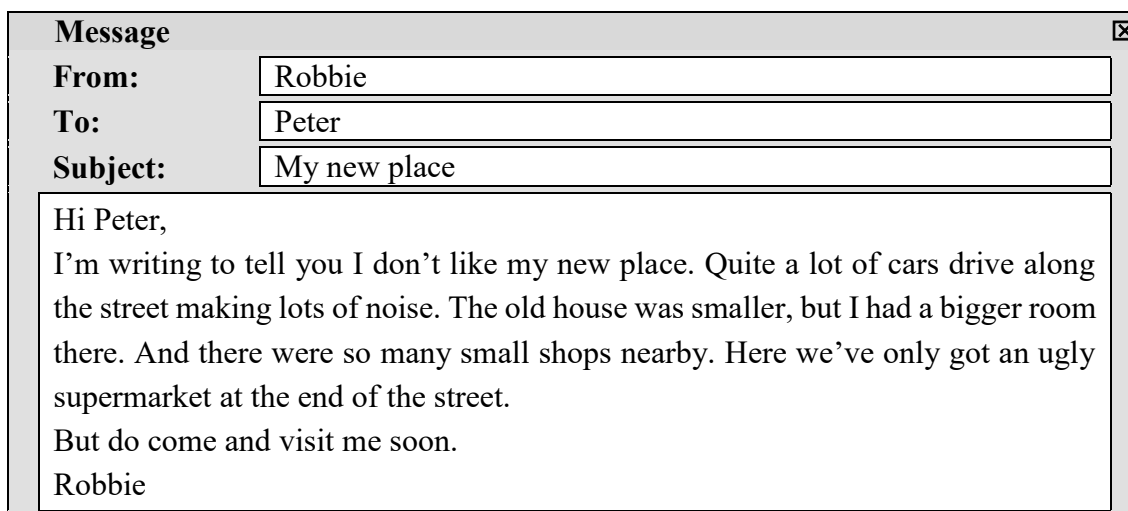 Message
From: Robbie
To: Peter
Subject: My new place
Hi Peter,
I’m writing to tell you I don’t like my new place. Quite a lot of cars drive along
the street making lots of noise. The old house was smaller, but I had a bigger room
there. And there were so many small shops nearby. Here we’ve only got an ugly
supermarket at the end of the street.
But do come and visit me soon.
Robbie